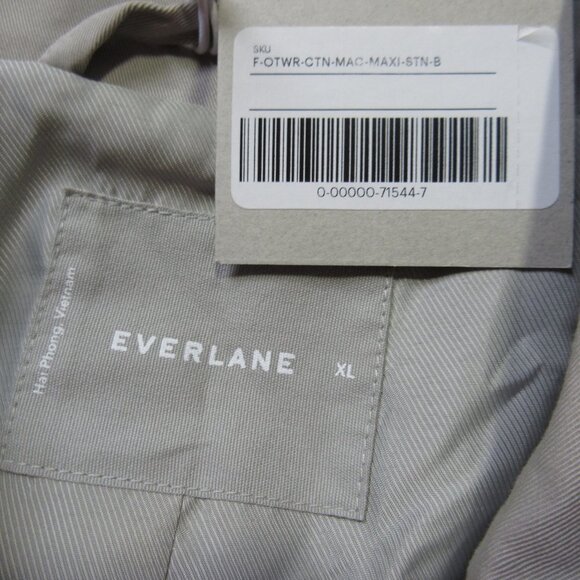 SKU
F-OTWR-CTN-MAC-MAXI-STN-B
0-00000-71544-7
Hai Phong, Vietnam
EVERLANE
XL